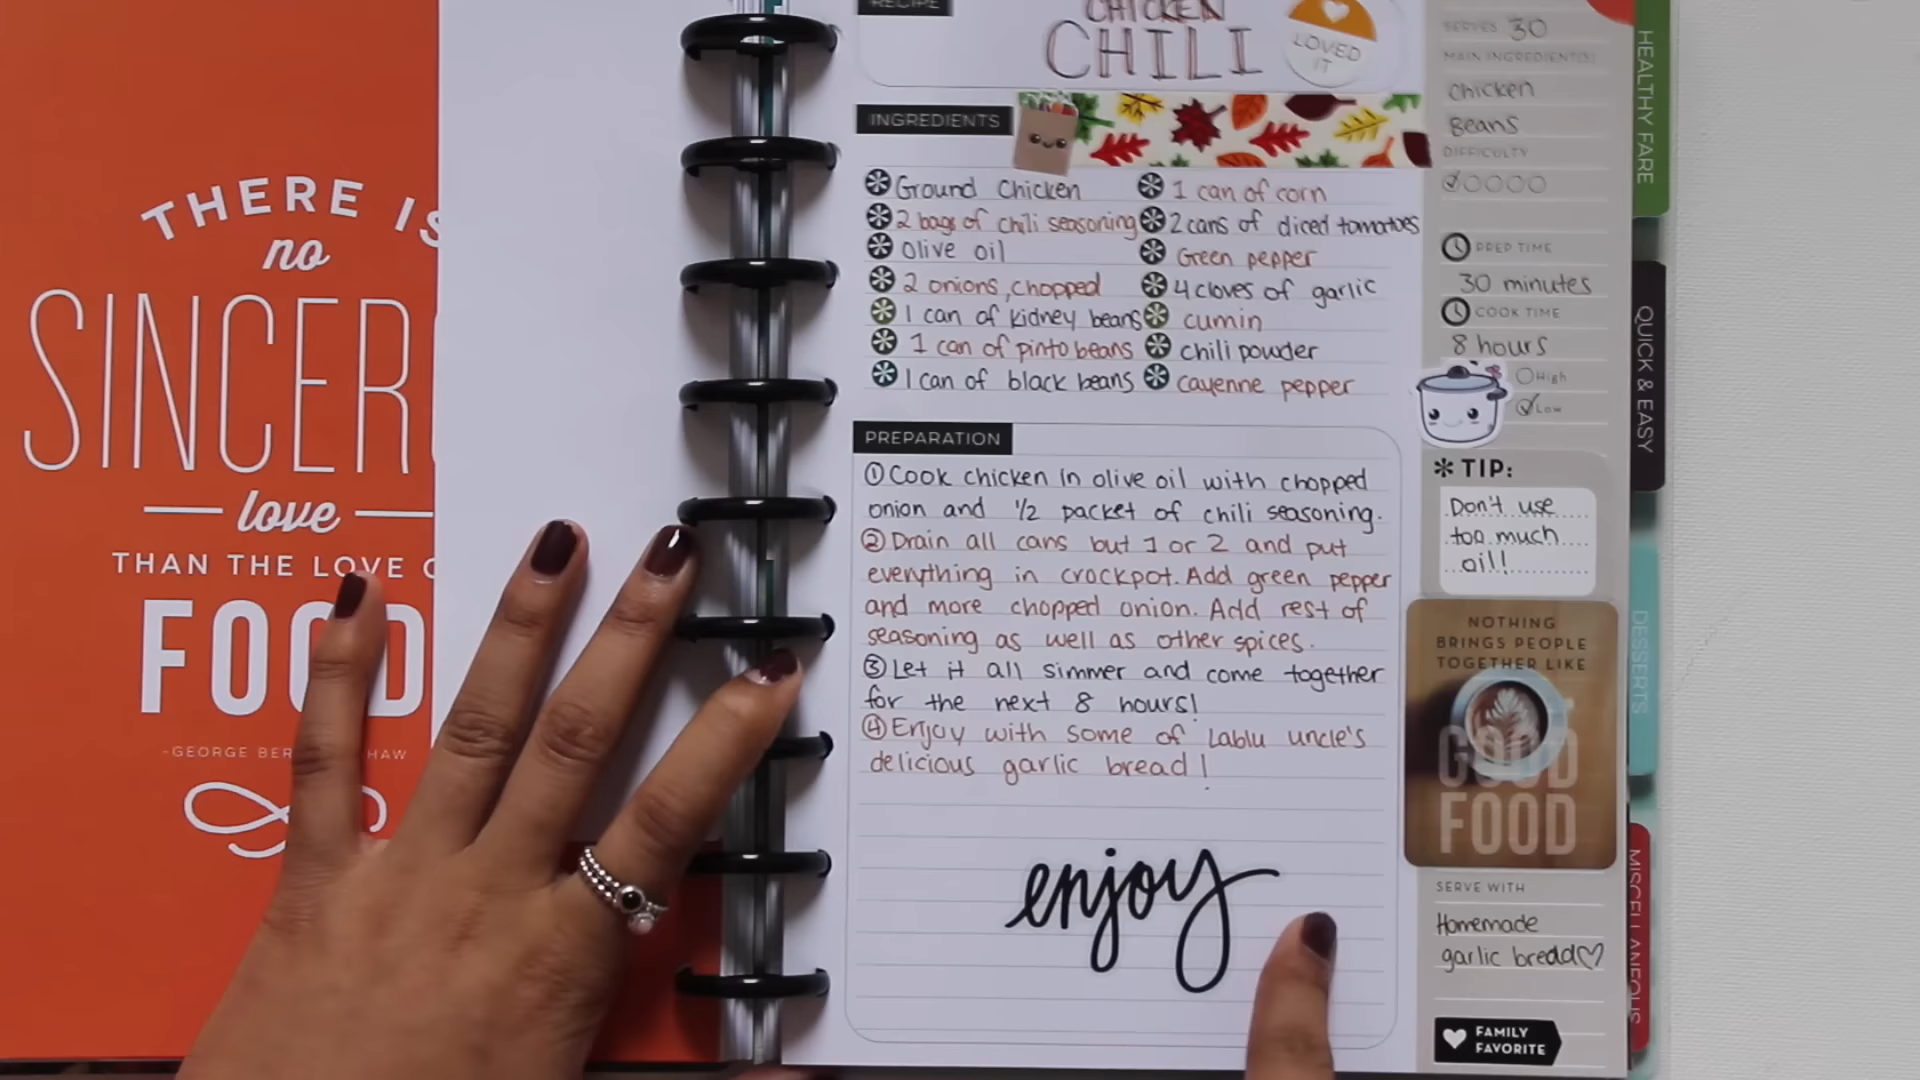 THERE IS
no
love
THAN THE LOVE
RECIPE
CHICKEN
CHILI
LOVED
IT
INGREDIENTS
Ground Chicken
2 bags of chili seasoning
Olive oil
2 onions, chopped
1 can of kidney beans
1 can of pinto beans
1 can of black beans
1 can of corn
2 cans of diced tomatoes
Green pepper
4 cloves of garlic
cumin
chili powder
cayenne pepper
PREPARATION
① Cook chicken in olive oil with chopped
onion and 1/2 packet of chili seasoning.
② Drain all cans but 1 or 2 and put
everything in crockpot. Add green pepper
and more chopped onion. Add rest of
seasoning as well as other spices.
③ Let it all simmer and come together
for the next 8 hours!
④ Enjoy with some of Lablu uncle's
delicious garlic bread!
enjoy
SERVES 30
MAIN INGREDIENT(S)
Chicken
Beans
DIFFICULTY
PREP TIME
30 minutes
COOK TIME
8 hours
High
Low
* TIP:
Don't use
too much
oil!
NOTHING
BRINGS PEOPLE
TOGETHER LIKE
GOOD
FOOD
SERVE WITH
Homemade
garlic bread♡
FAMILY
FAVORITE
HEALTHY FARE
QUICK & EASY
DESSERTS
MISCELLANEOUS